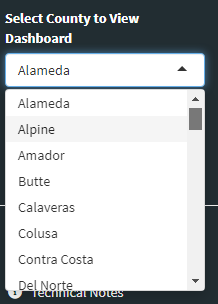 Select County to View
Dashboard
Alameda
Alameda
Alpine
Amador
Butte
Calaveras
Colusa
Contra Costa
Del Norte
Technical Notes